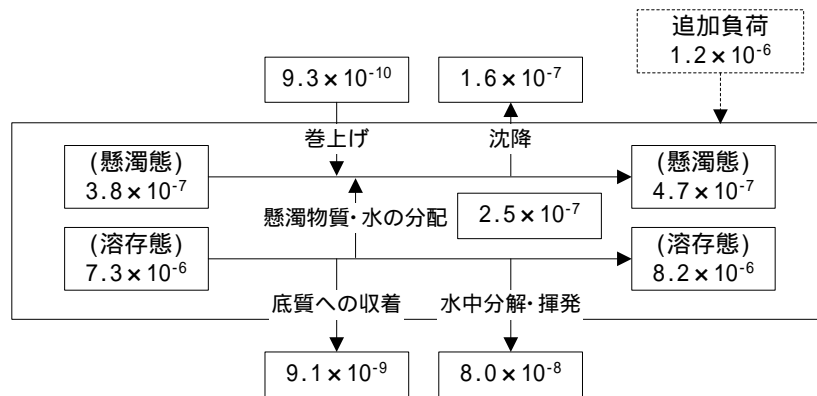 追加負荷
1.2×10⁻⁶
9.3×10⁻¹⁰
1.6×10⁻⁷
巻上げ
沈降
(懸濁態)
3.8×10⁻⁷
(懸濁態)
4.7×10⁻⁷
懸濁物質・水の分配
2.5×10⁻⁷
(溶存態)
7.3×10⁻⁶
(溶存態)
8.2×10⁻⁶
底質への収着
水中分解・揮発
9.1×10⁻⁹
8.0×10⁻⁸